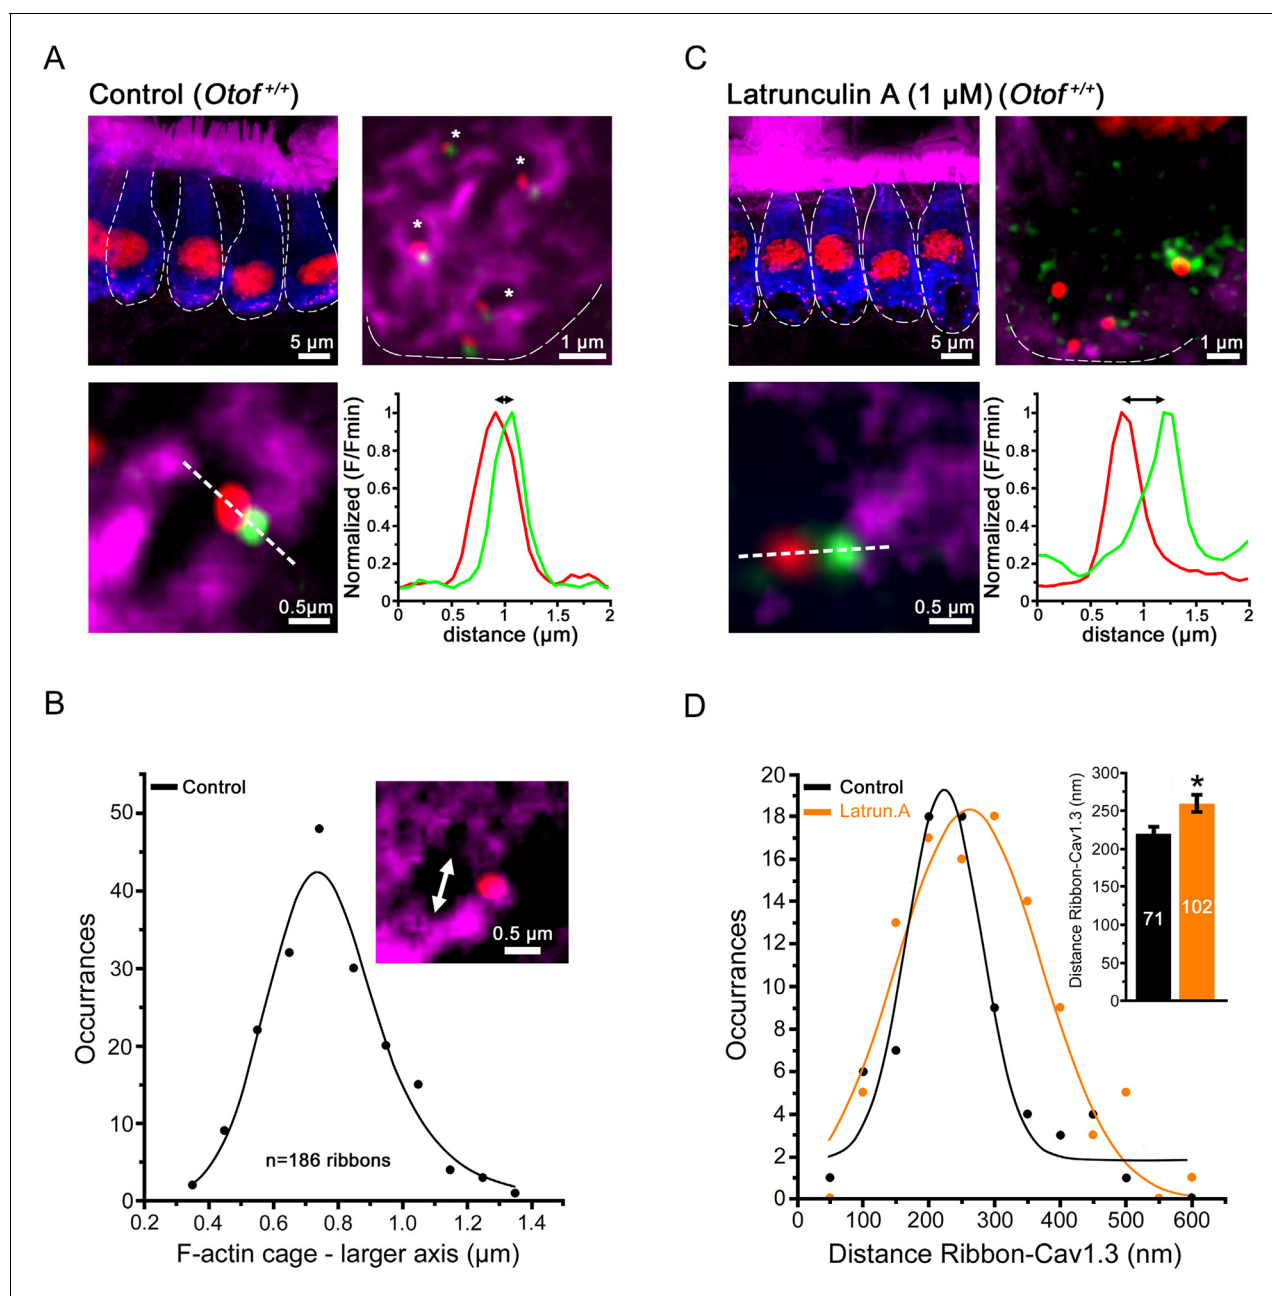 A
Control (Otof +/+)
*
*
*
*
5 µm
1 µm
0.5µm
Normalized (F/Fmin)
1
0.8
0.6
0.4
0.2
0
0 0.5 1 1.5 2
distance (µm)
C
Latrunculin A (1 µM) (Otof +/+)
5 µm
1 µm
0.5µm
Normalized (F/Fmin)
1
0.8
0.6
0.4
0.2
0
0 0.5 1 1.5 2
distance (µm)
B
Control
Occurrances
50
40
30
20
10
0
0.5 µm
n=186 ribbons
0.2 0.4 0.6 0.8 1.0 1.2 1.4
F-actin cage - larger axis (µm)
D
Control
Latrun.A
Occurrances
20
18
16
14
12
10
8
6
4
2
0
Distance Ribbon-Cav1.3 (nm)
300
250
200
150
100
50
0
*
71
102
0 100 200 300 400 500 600
Distance Ribbon-Cav1.3 (nm)